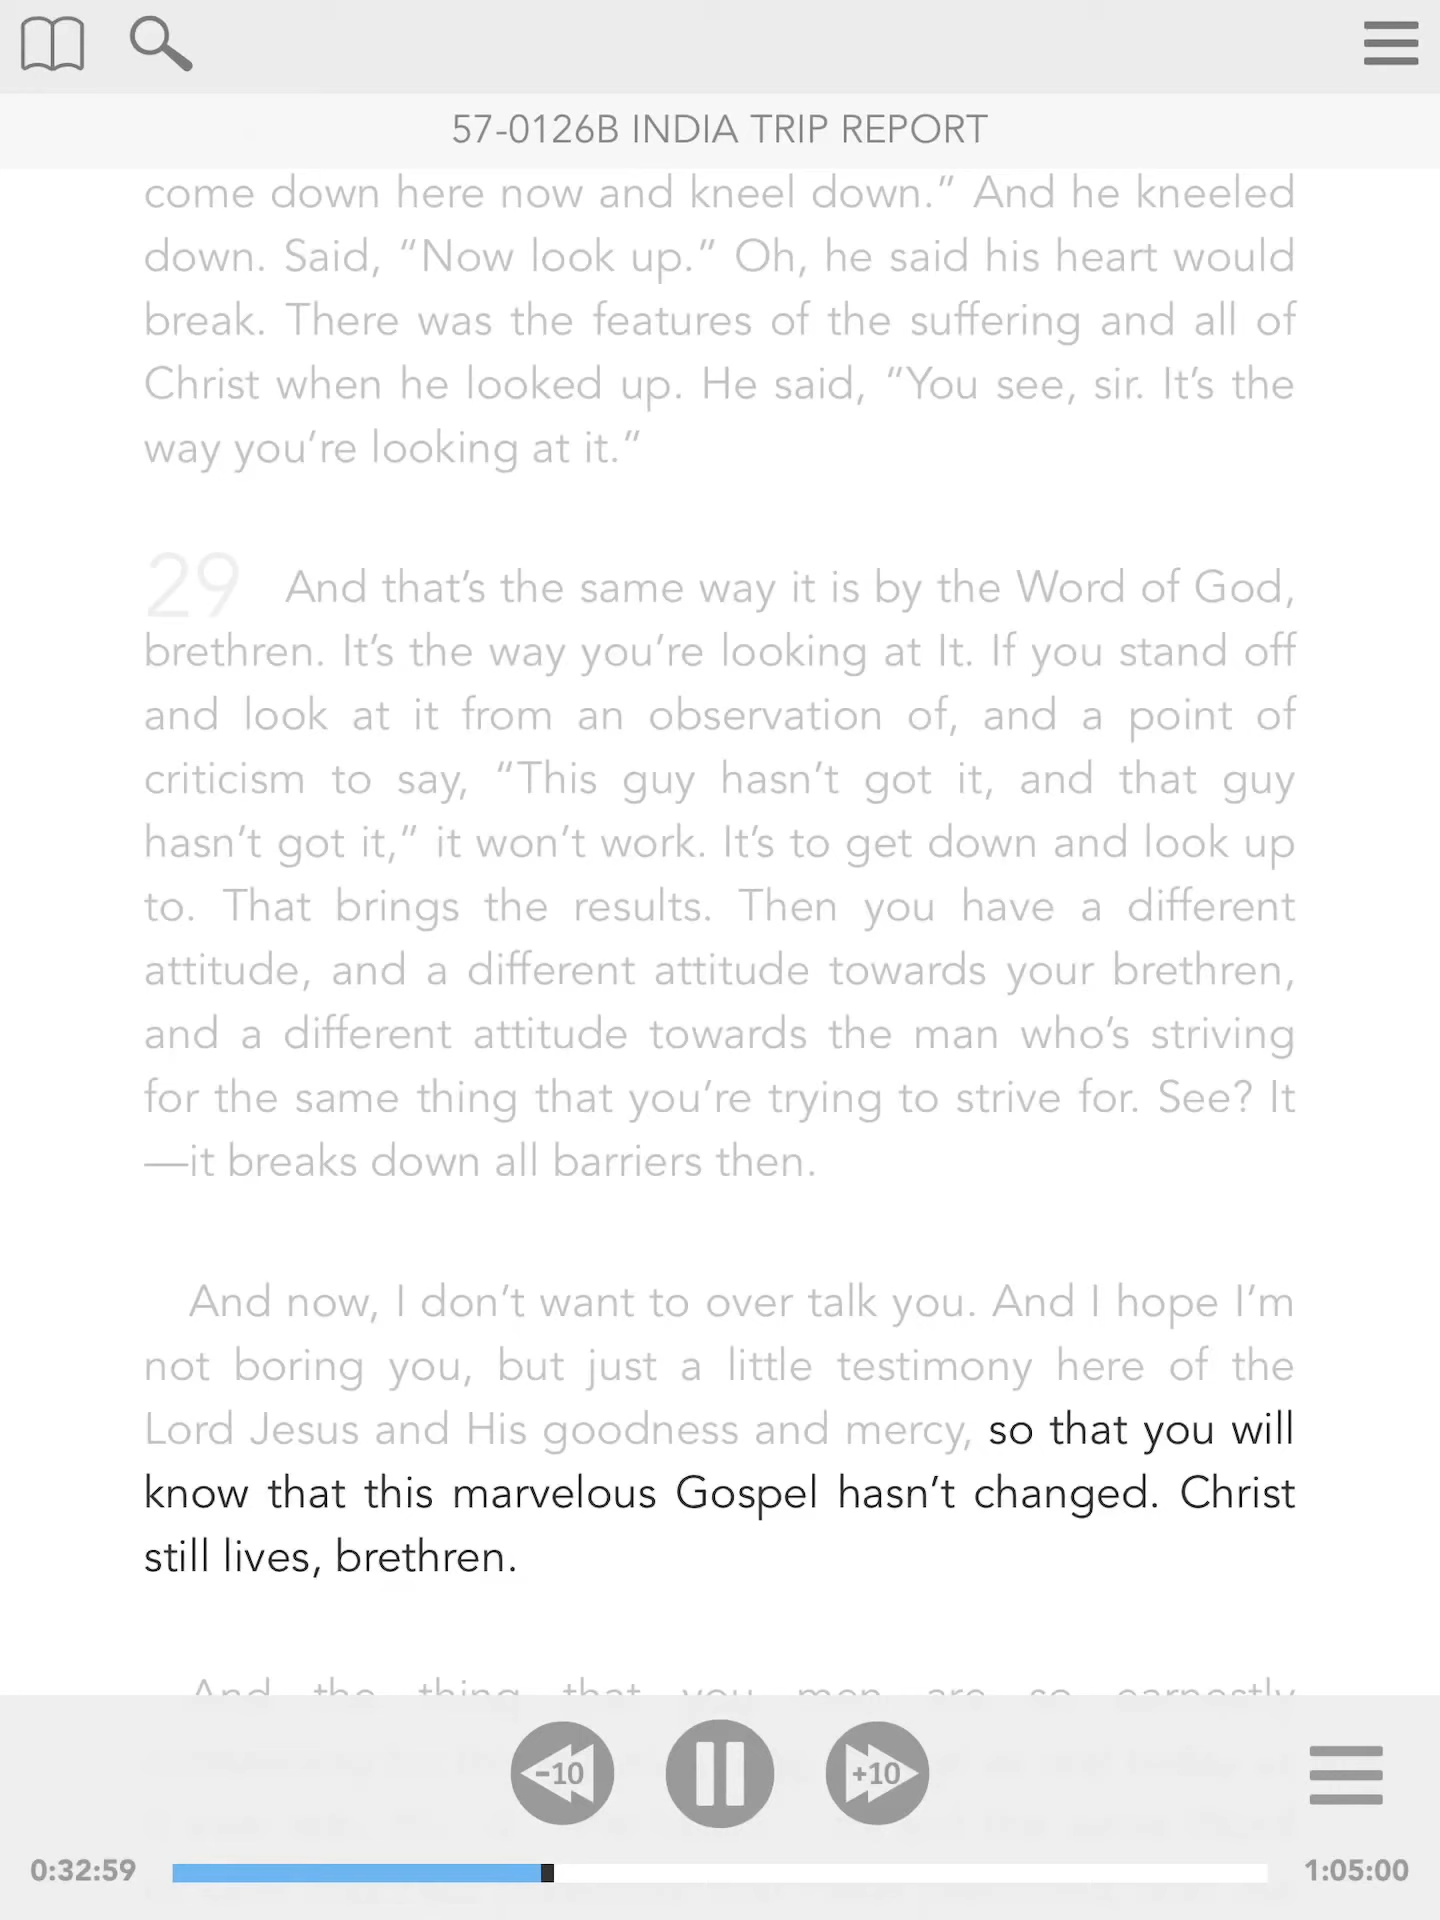 57-0126B INDIA TRIP REPORT
come down here now and kneel down.” And he kneeled
down. Said, “Now look up.” Oh, he said his heart would
break. There was the features of the suffering and all of
Christ when he looked up. He said, “You see, sir. It’s the
way you’re looking at it.”
29 And that’s the same way it is by the Word of God,
brethren. It’s the way you’re looking at It. If you stand off
and look at it from an observation of, and a point of
criticism to say, “This guy hasn’t got it, and that guy
hasn’t got it,” it won’t work. It’s to get down and look up
to. That brings the results. Then you have a different
attitude, and a different attitude towards your brethren,
and a different attitude towards the man who’s striving
for the same thing that you’re trying to strive for. See? It
—it breaks down all barriers then.
And now, I don’t want to over talk you. And I hope I’m
not boring you, but just a little testimony here of the
Lord Jesus and His goodness and mercy, so that you will
know that this marvelous Gospel hasn’t changed. Christ
still lives, brethren.
And the thing that you men are so earnestly
-10 +10
0:32:59 1:05:00